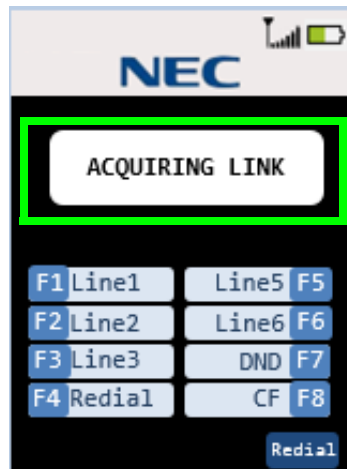 NEC
ACQUIRING LINK
F1 Line1 Line5 F5
F2 Line2 Line6 F6
F3 Line3 DND F7
F4 Redial CF F8
Redial